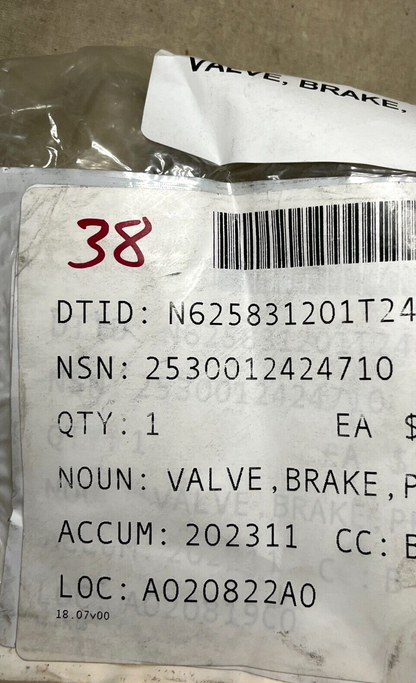 VALVE, BRAKE,
38
DTID: N625831201T24
NSN: 2530012424710
QTY: 1 EA $
NOUN: VALVE,BRAKE,P
ACCUM: 202311 CC: B
LOC: A020822A0
18.07v00